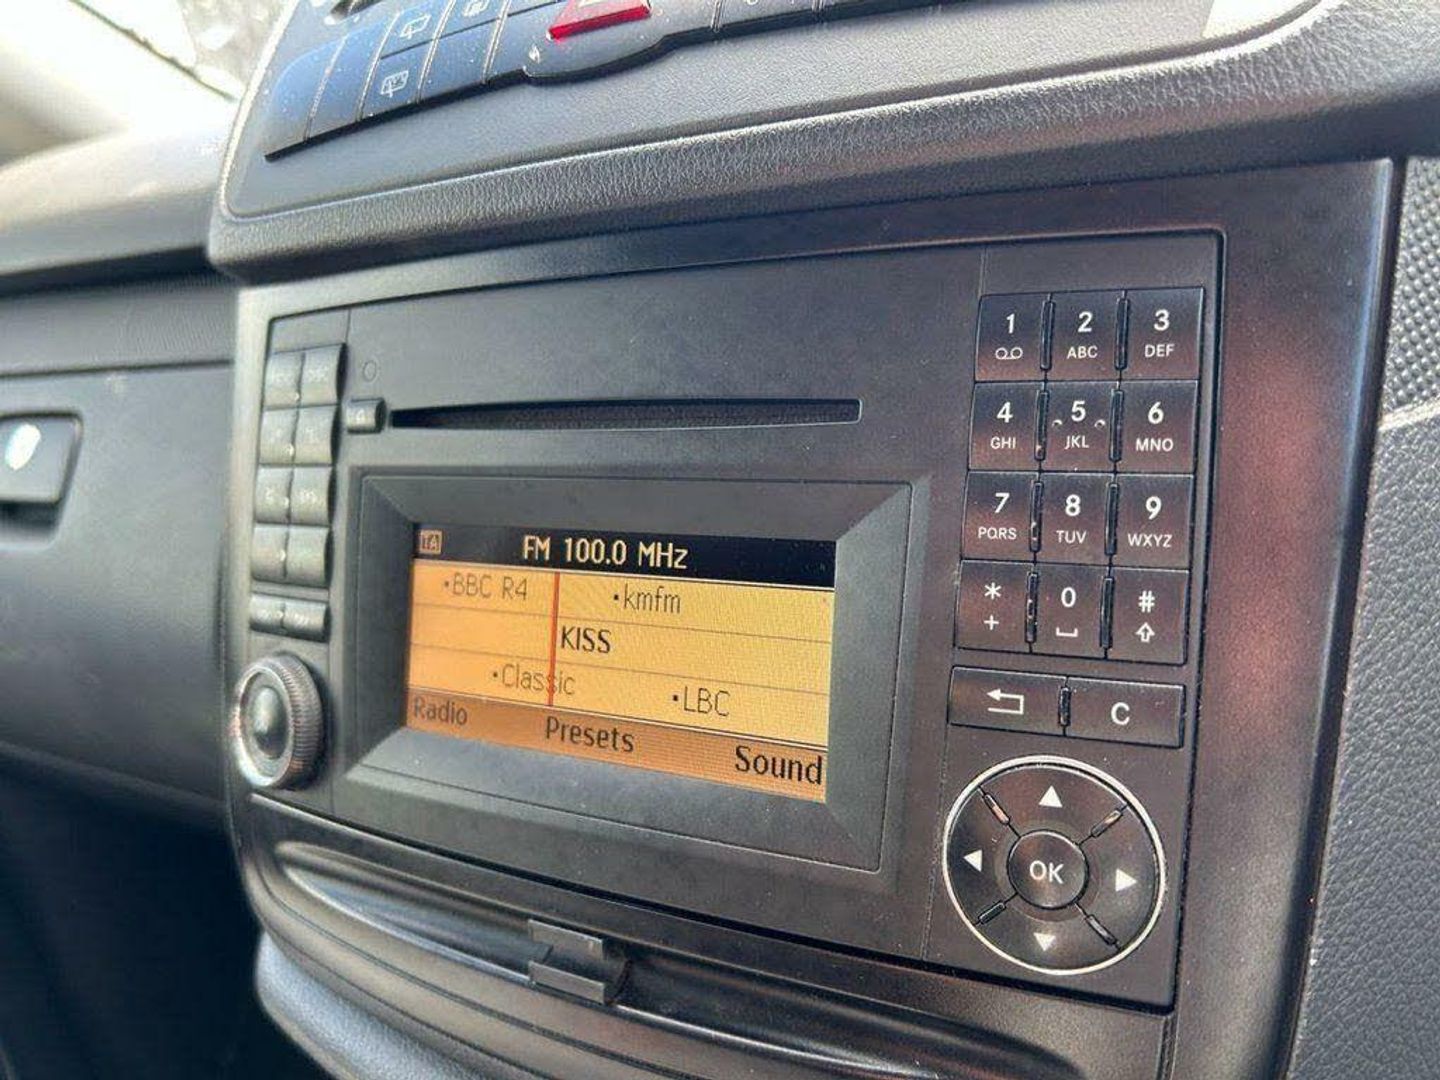 TA FM 100.0 MHz
•BBC R4 •kmfm
KISS
•Classic •LBC
Radio Presets Sound
1 2 ABC 3 DEF
4 GHI 5 JKL 6 MNO
7 PQRS 8 TUV 9 WXYZ
* + 0 #
C
OK